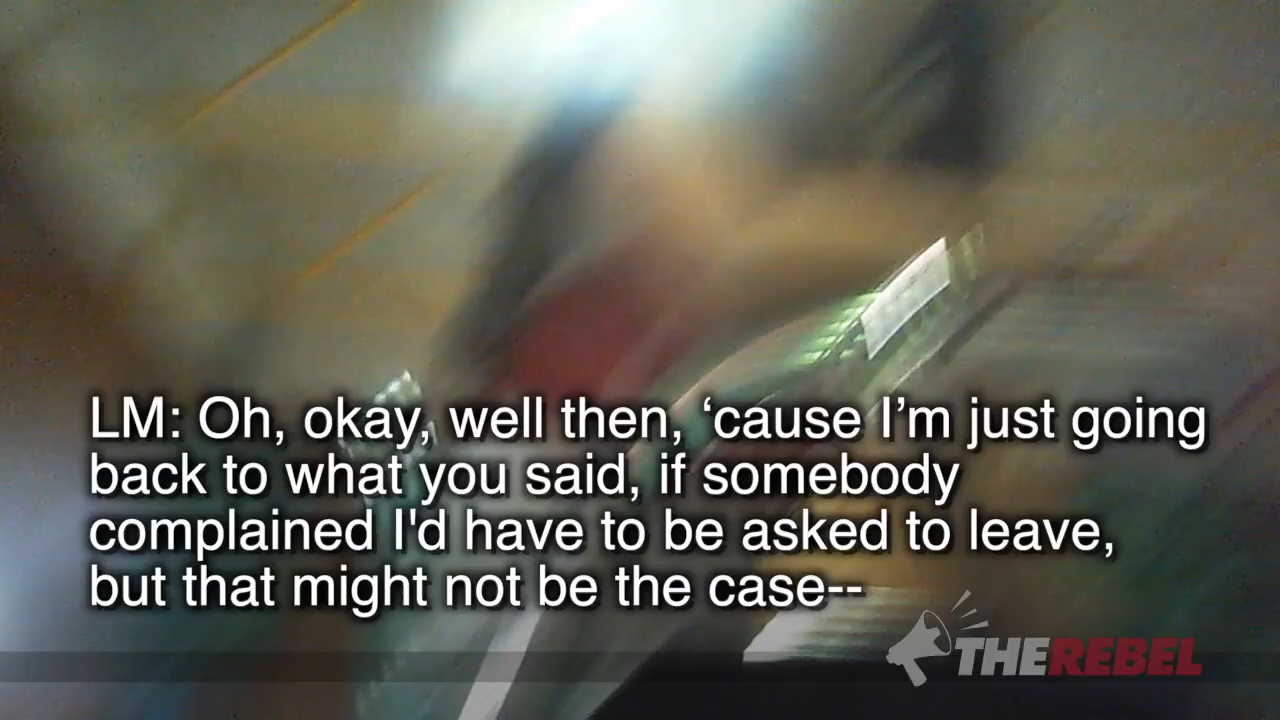 LM: Oh, okay, well then, ‘cause I’m just going
back to what you said, if somebody
complained I'd have to be asked to leave,
but that might not be the case--
THEREBEL